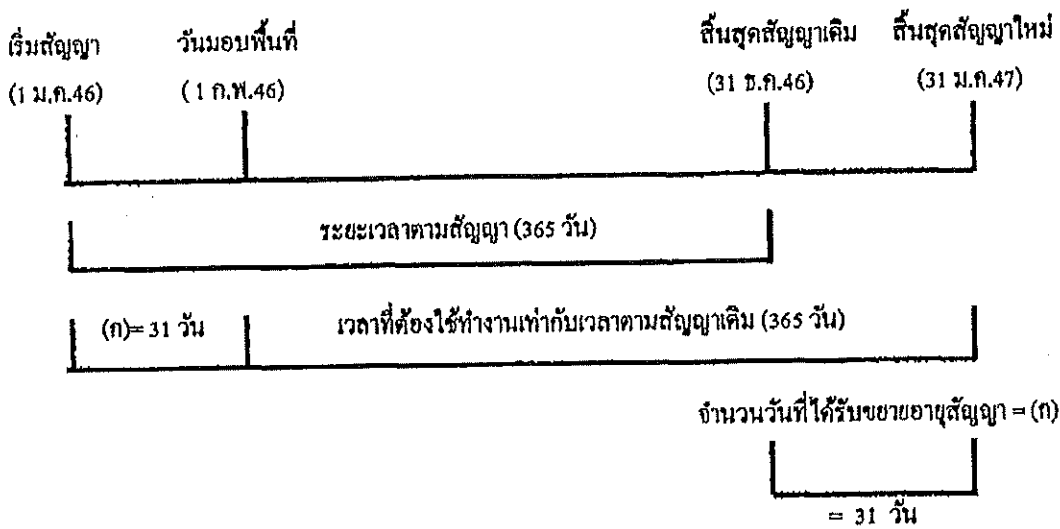 เริ่มสัญญา วันมอบพื้นที่ สิ้นสุดสัญญาเดิม สิ้นสุดสัญญาใหม่
(1 ม.ค.46) (1 ก.พ.46) (31 ธ.ค.46) (31 ม.ค.47)
ระยะเวลาตามสัญญา (365 วัน)
(ก)= 31 วัน เวลาที่ต้องใช้ทำงานเท่ากับเวลาตามสัญญาเดิม (365 วัน)
จำนวนวันที่ได้รับขยายอายุสัญญา = (ก)
= 31 วัน